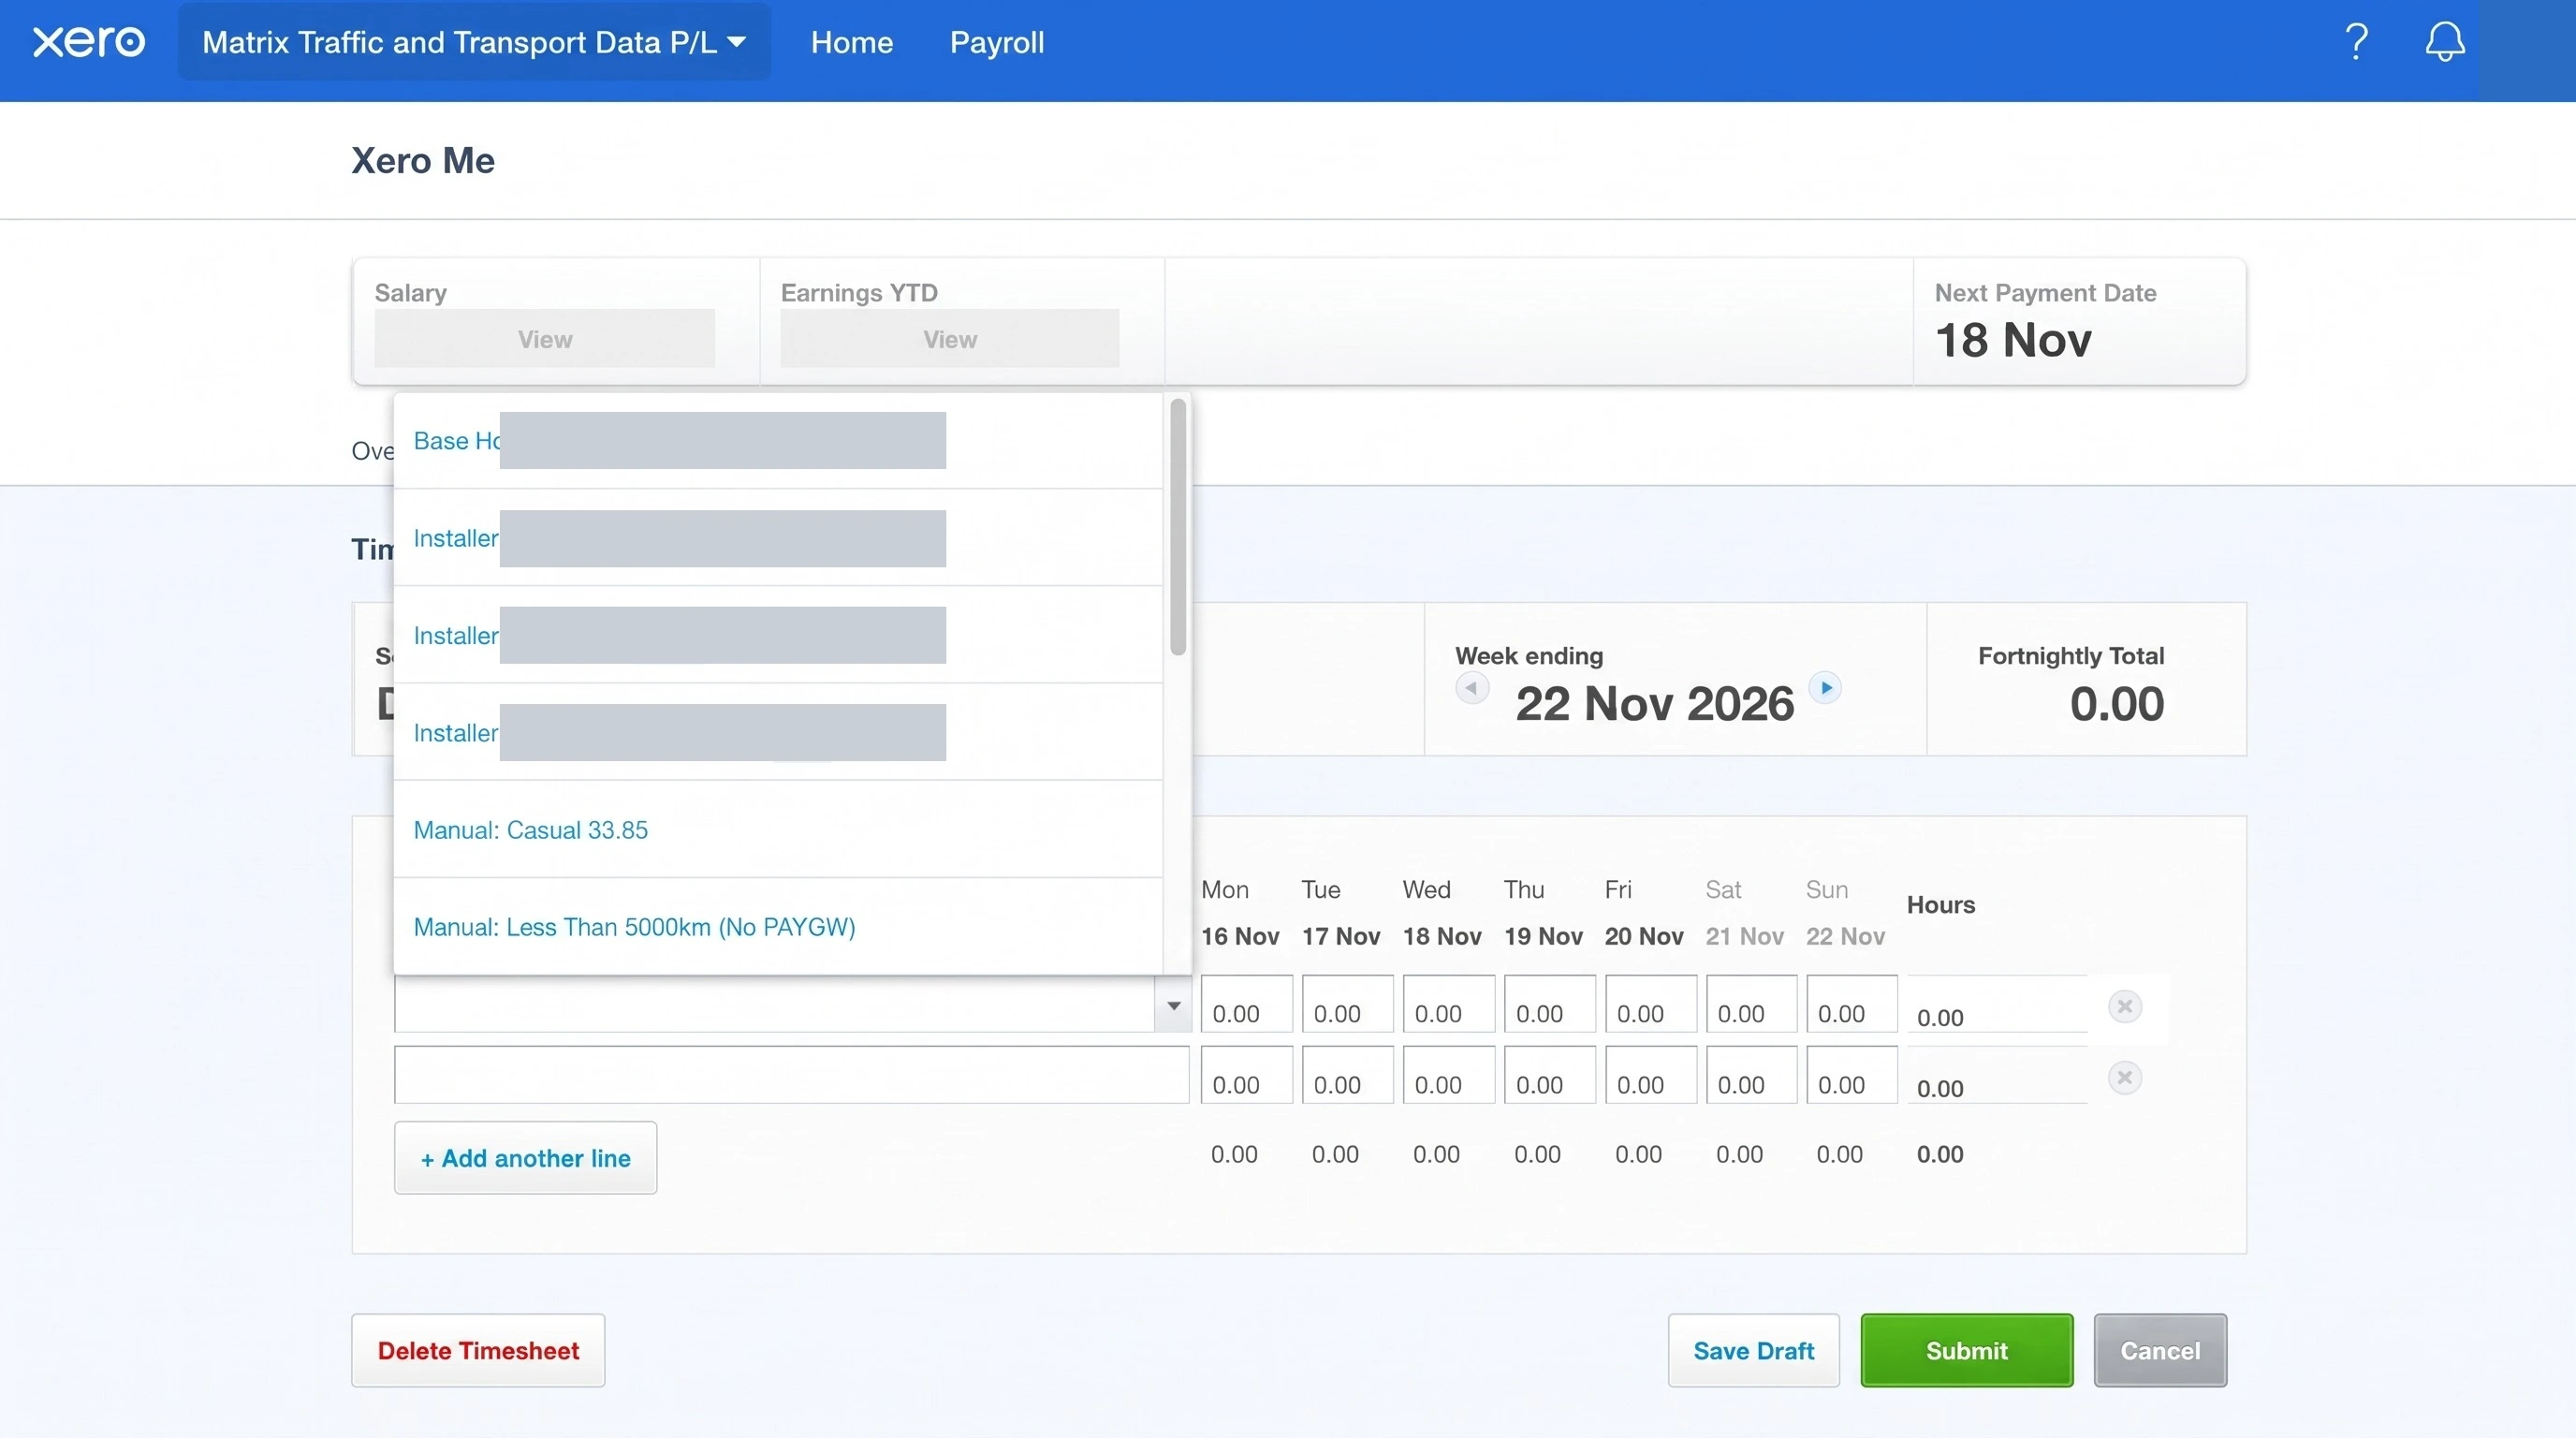 xero Matrix Traffic and Transport Data P/L Home Payroll ?
Xero Me
Salary Earnings YTD Next Payment Date
View View 18 Nov
Base
Installer
Installer
Installer
Manual: Casual 33.85
Manual: Less Than 5000km (No PAYGW)
Week ending Fortnightly Total
22 Nov 2026 0.00
Mon Tue Wed Thu Fri Sat Sun Hours
16 Nov 17 Nov 18 Nov 19 Nov 20 Nov 21 Nov 22 Nov
0.00 0.00 0.00 0.00 0.00 0.00 0.00 0.00
0.00 0.00 0.00 0.00 0.00 0.00 0.00 0.00
+ Add another line 0.00 0.00 0.00 0.00 0.00 0.00 0.00 0.00
Delete Timesheet Save Draft Submit Cancel